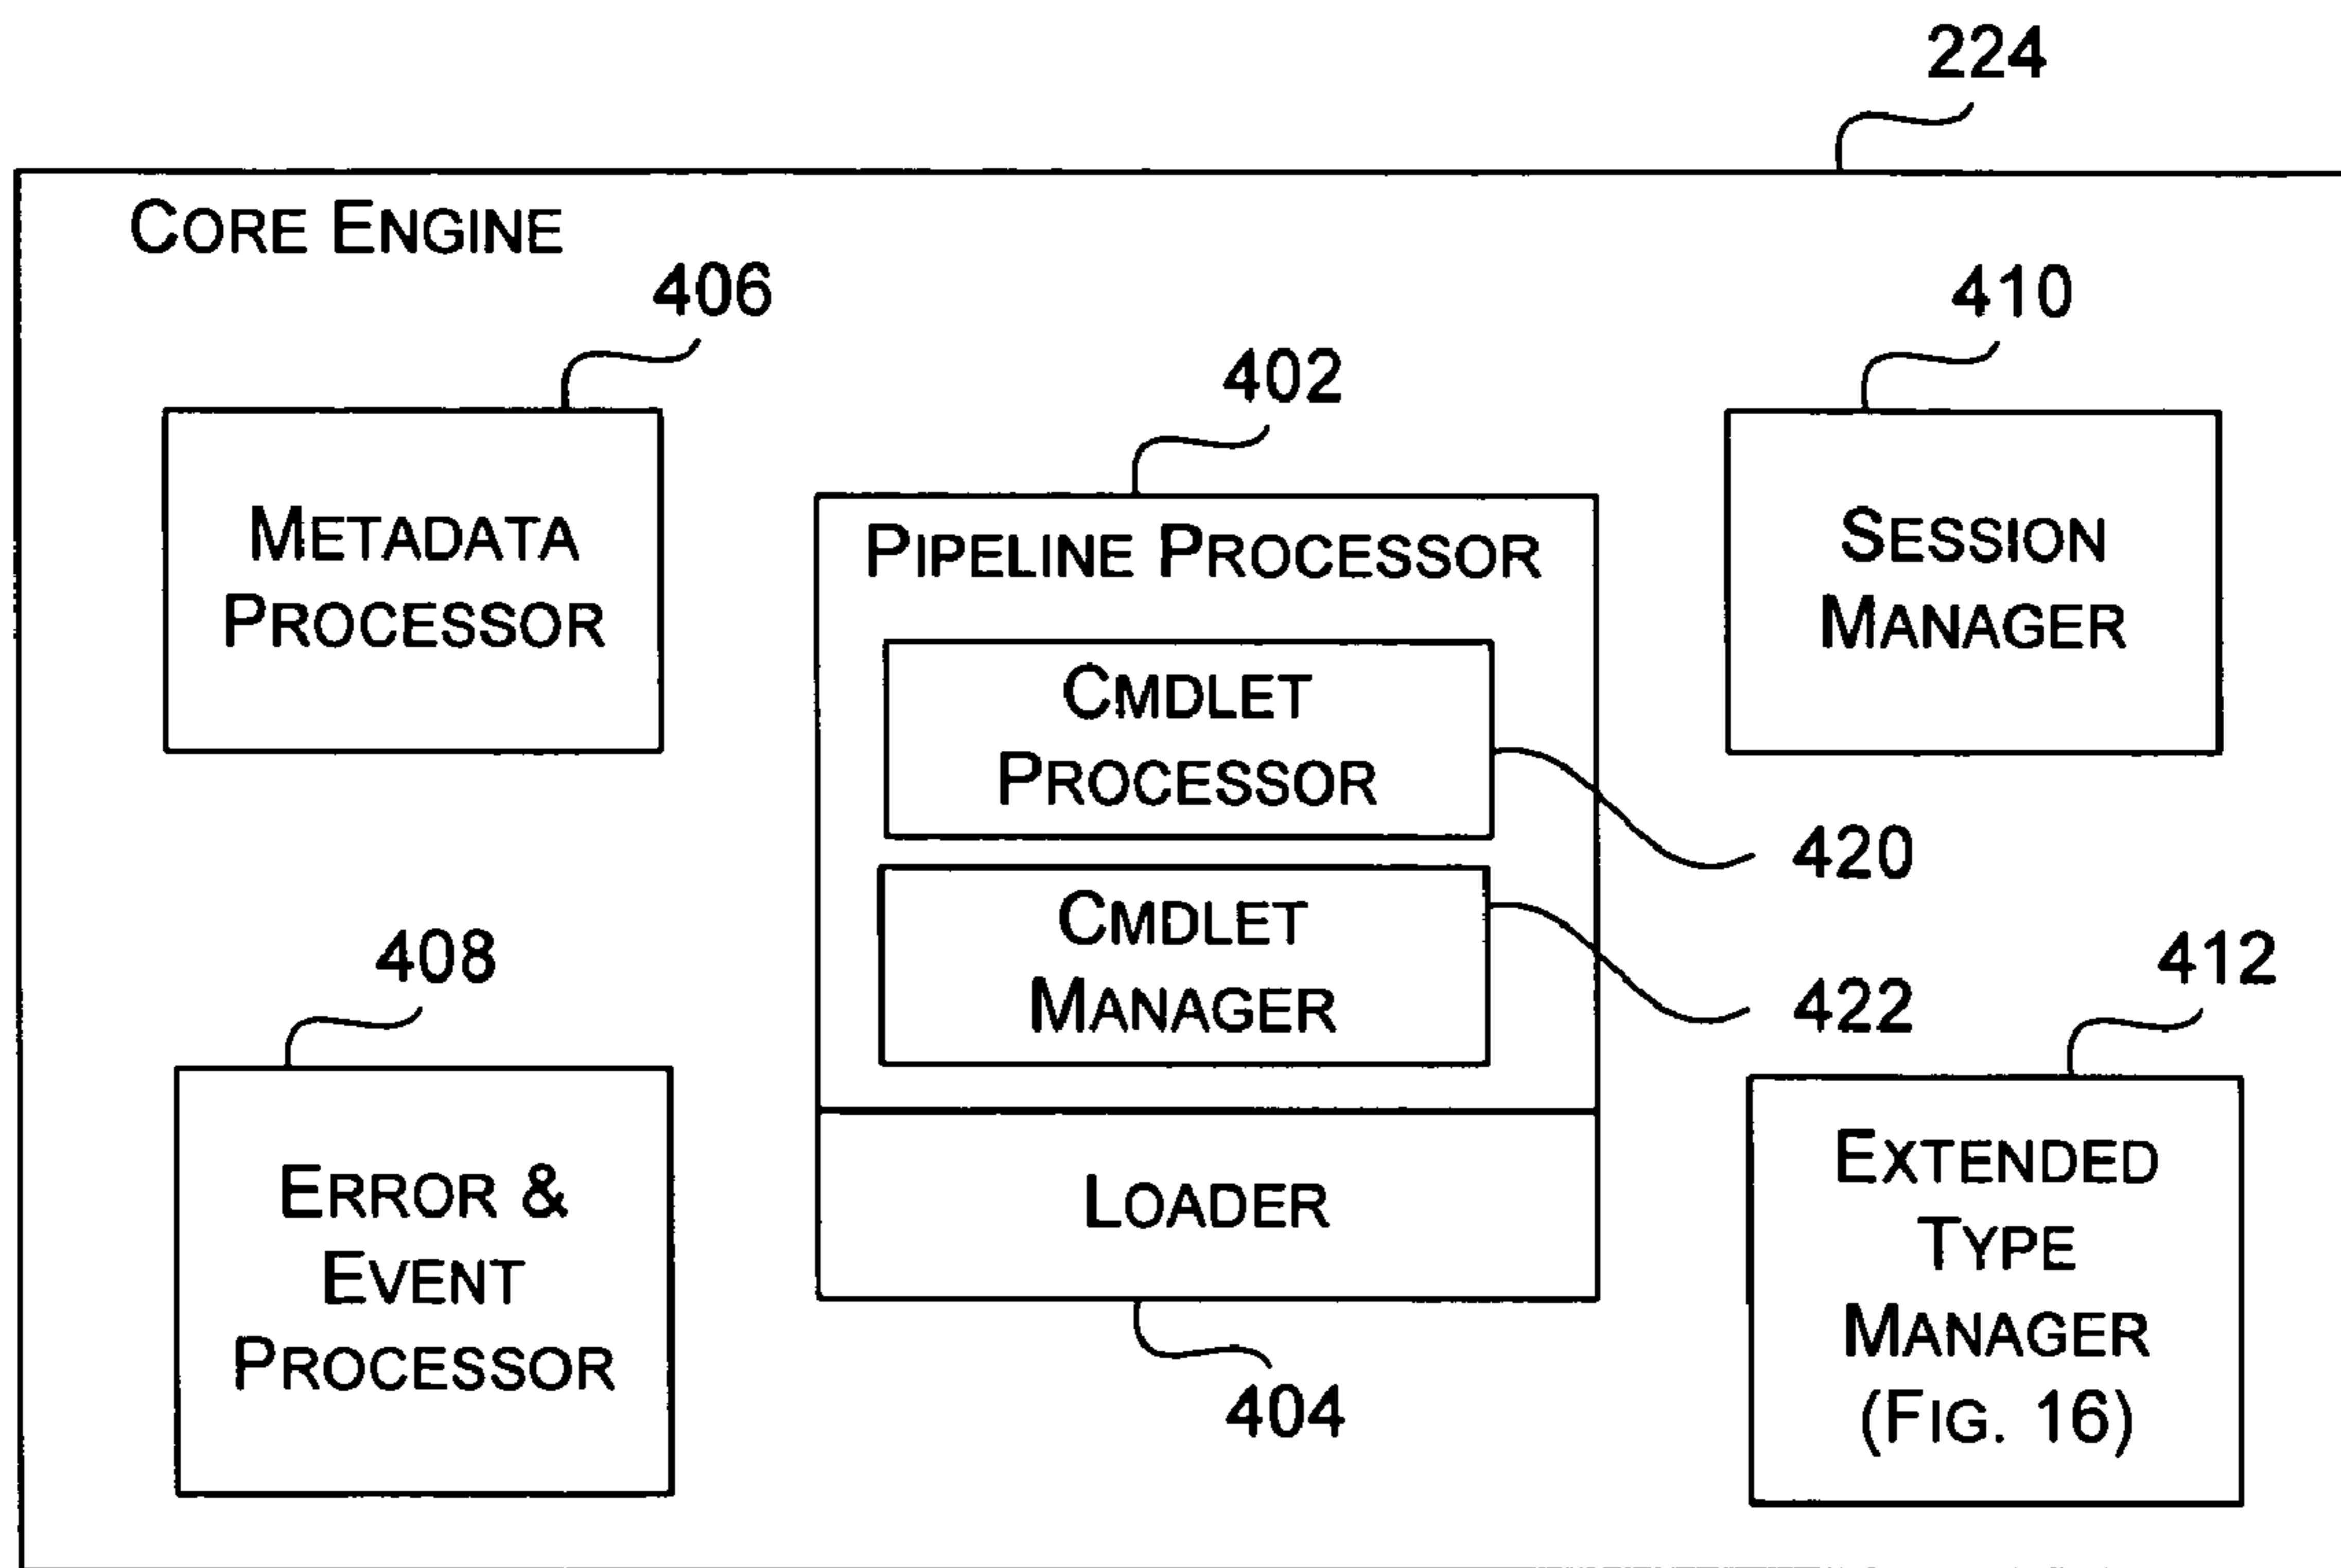 224
CORE ENGINE
406
410
402
METADATA
PROCESSOR
PIPELINE PROCESSOR
SESSION
MANAGER
CMDLET
PROCESSOR
420
CMDLET
MANAGER
422
408
412
ERROR &
EVENT
PROCESSOR
LOADER
404
EXTENDED
TYPE
MANAGER
(FIG. 16)